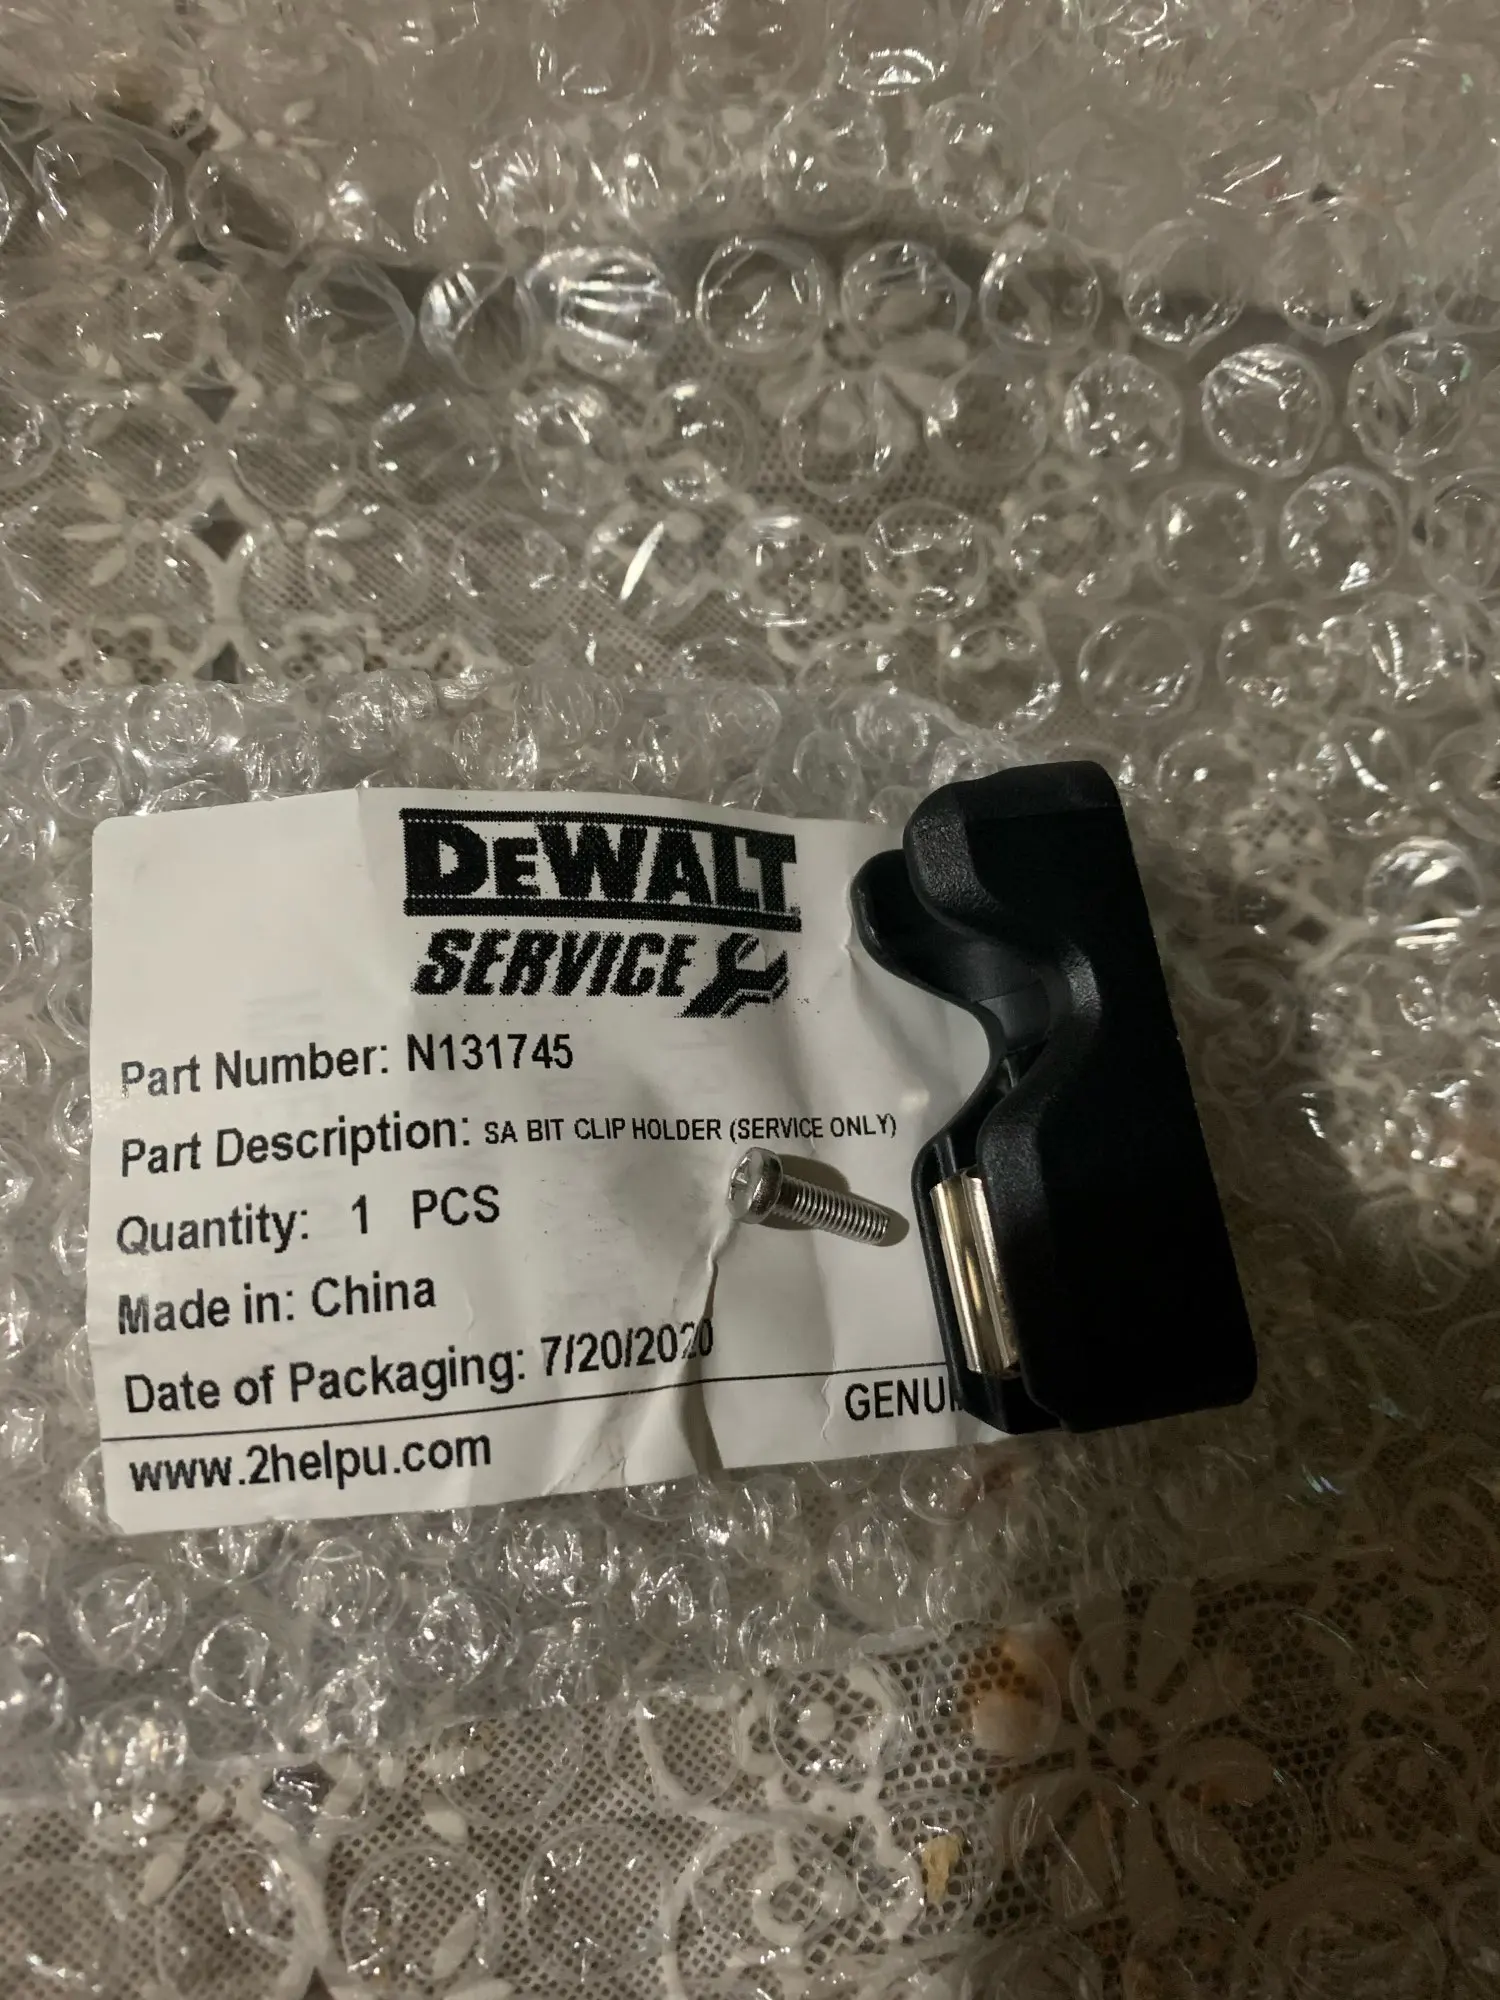 DEWALT
SERVICE
Part Number: N131745
Part Description: SA BIT CLIP HOLDER (SERVICE ONLY)
Quantity: 1 PCS
Made in: China
Date of Packaging: 7/20/2020
www.2helpu.com